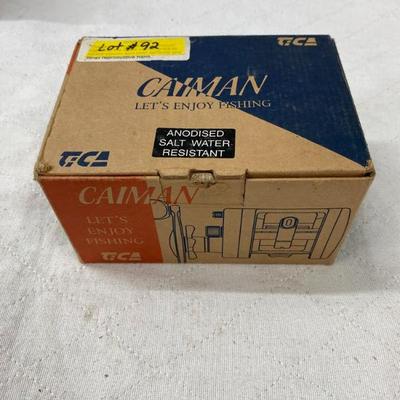 Lot #92
TiCA
CAIMAN
LET'S ENJOY FISHING
ANODISED
SALT WATER
RESISTANT
TiCA
CAIMAN
LET'S
ENJOY
FISHING
TiCA